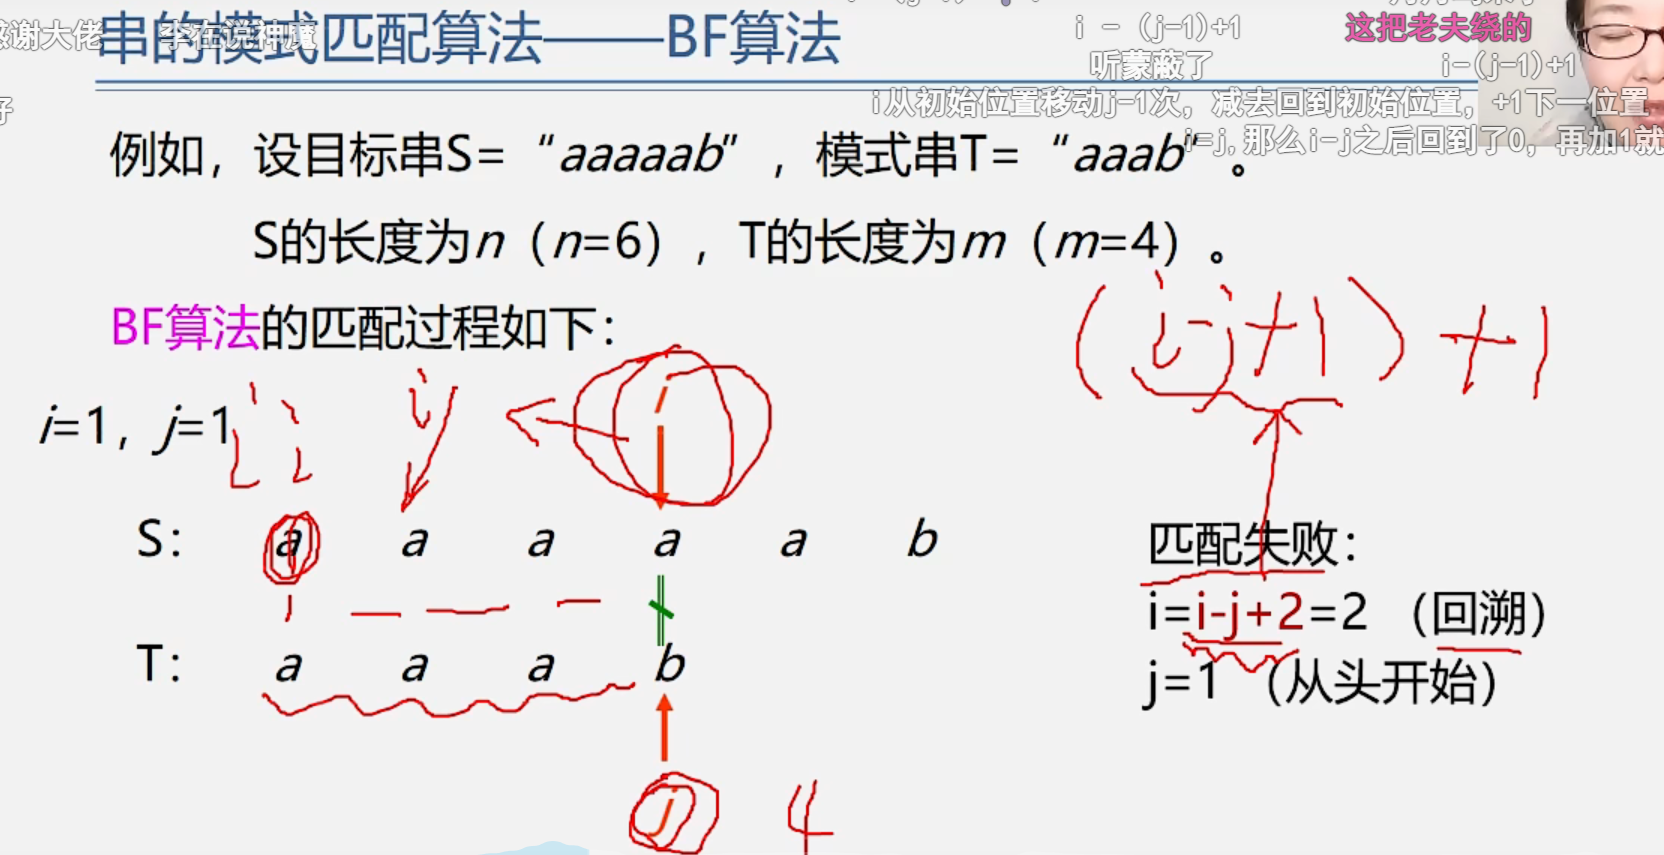 串的模式匹配算法——BF算法
感谢大佬
李在说神魔
i - (j-1)+1
这把老夫绕的
听蒙蔽了
i-(j-1)+1
i从初始位置移动j-1次，减去回到初始位置，+1下一位置
i=j,那么i-j之后回到了0，再加1就
好
例如，设目标串S=“aaaaab”，模式串T=“aaab”。
S的长度为n（n=6），T的长度为m（m=4）。
BF算法的匹配过程如下：
(i-j+1)+1
i=1，j=1
i
i
i
i
S： a a a a a b
T： a a a b
j 4
匹配失败：
i=i-j+2=2 （回溯）
j=1 （从头开始）